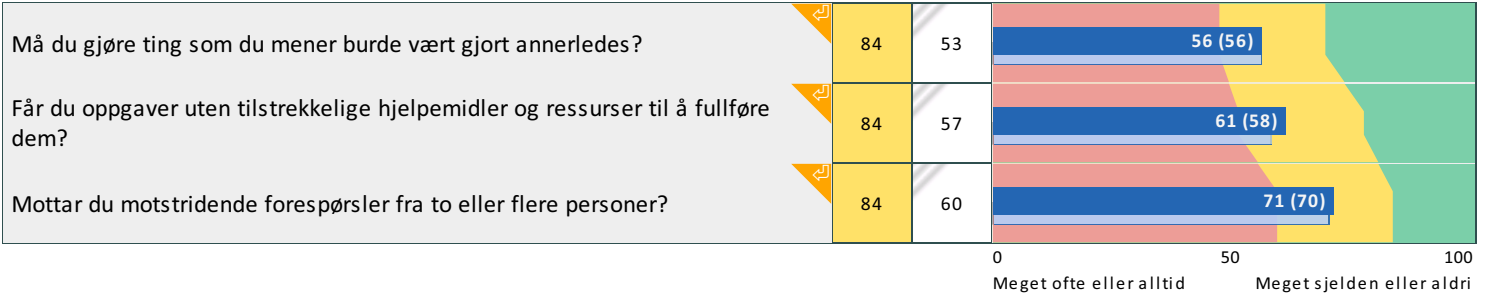 Må du gjøre ting som du mener burde vært gjort annerledes?
84
53
56 (56)
Får du oppgaver uten tilstrekkelige hjelpemidler og ressurser til å fullføre
dem?
84
57
61 (58)
Mottar du motstridende forespørsler fra to eller flere personer?
84
60
71 (70)
0 50 100
Meget ofte eller alltid Meget sjelden eller aldri